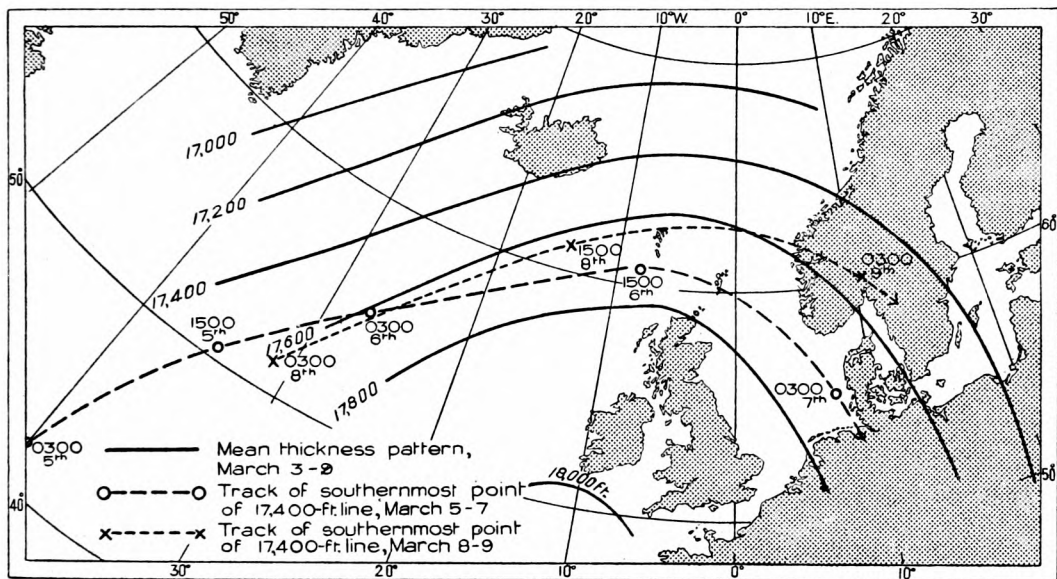 50° 40° 30° 20° 10°W. 0° 10°E. 20° 30°
50°
40°
60°
50°
17,000
17,200
17,400
17,600
17,800
18,000 ft.
1500
8th
0300
9th
1500
6th
1500
5th
0300
6th
0300
8th
0300
7th
0300
5th
Mean thickness pattern,
March 3-9
Track of southernmost point
of 17,400-ft. line, March 5-7
Track of southernmost point
of 17,400-ft. line, March 8-9
30° 20° 10° 0° 10°